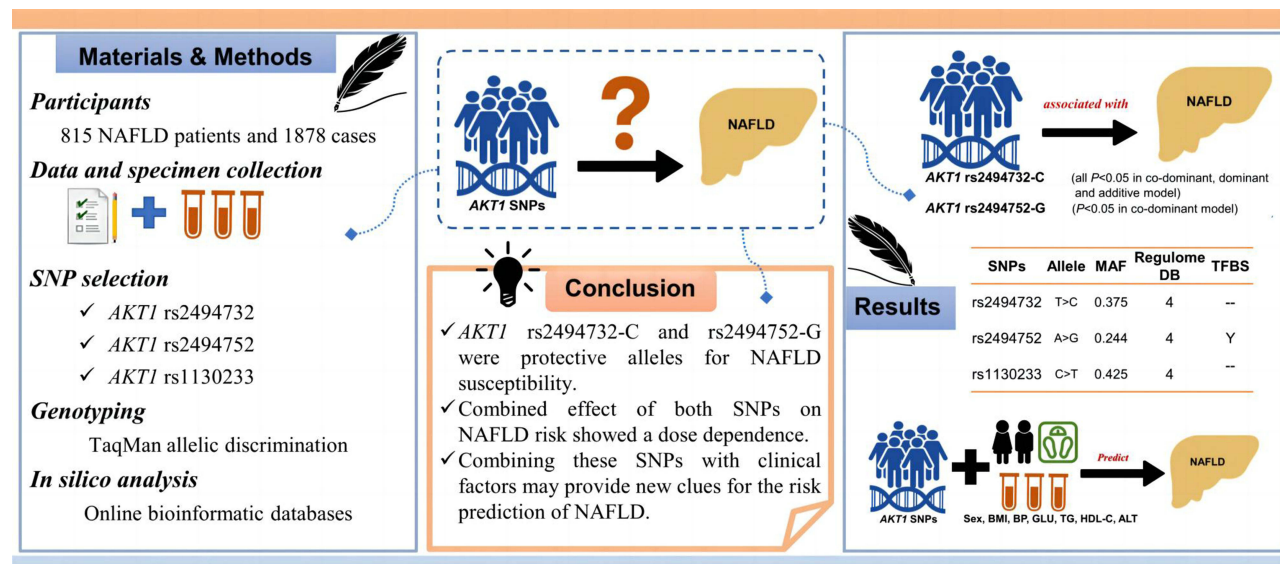 Materials & Methods
Participants
815 NAFLD patients and 1878 cases
Data and specimen collection
SNP selection
✓ AKT1 rs2494732
✓ AKT1 rs2494752
✓ AKT1 rs1130233
Genotyping
TaqMan allelic discrimination
In silico analysis
Online bioinformatic databases
?
NAFLD
AKT1 SNPs
Conclusion
✓ AKT1 rs2494732-C and rs2494752-G
were protective alleles for NAFLD
susceptibility.
✓ Combined effect of both SNPs on
NAFLD risk showed a dose dependence.
✓ Combining these SNPs with clinical
factors may provide new clues for the risk
prediction of NAFLD.
associated with
NAFLD
AKT1 rs2494732-C (all P<0.05 in co-dominant, dominant
and additive model)
AKT1 rs2494752-G (P<0.05 in co-dominant model)
Results
SNPs Allele MAF Regulome DB TFBS
rs2494732 T>C 0.375 4 --
rs2494752 A>G 0.244 4 Y
rs1130233 C>T 0.425 4 --
Predict
NAFLD
AKT1 SNPs
Sex, BMI, BP, GLU, TG, HDL-C, ALT